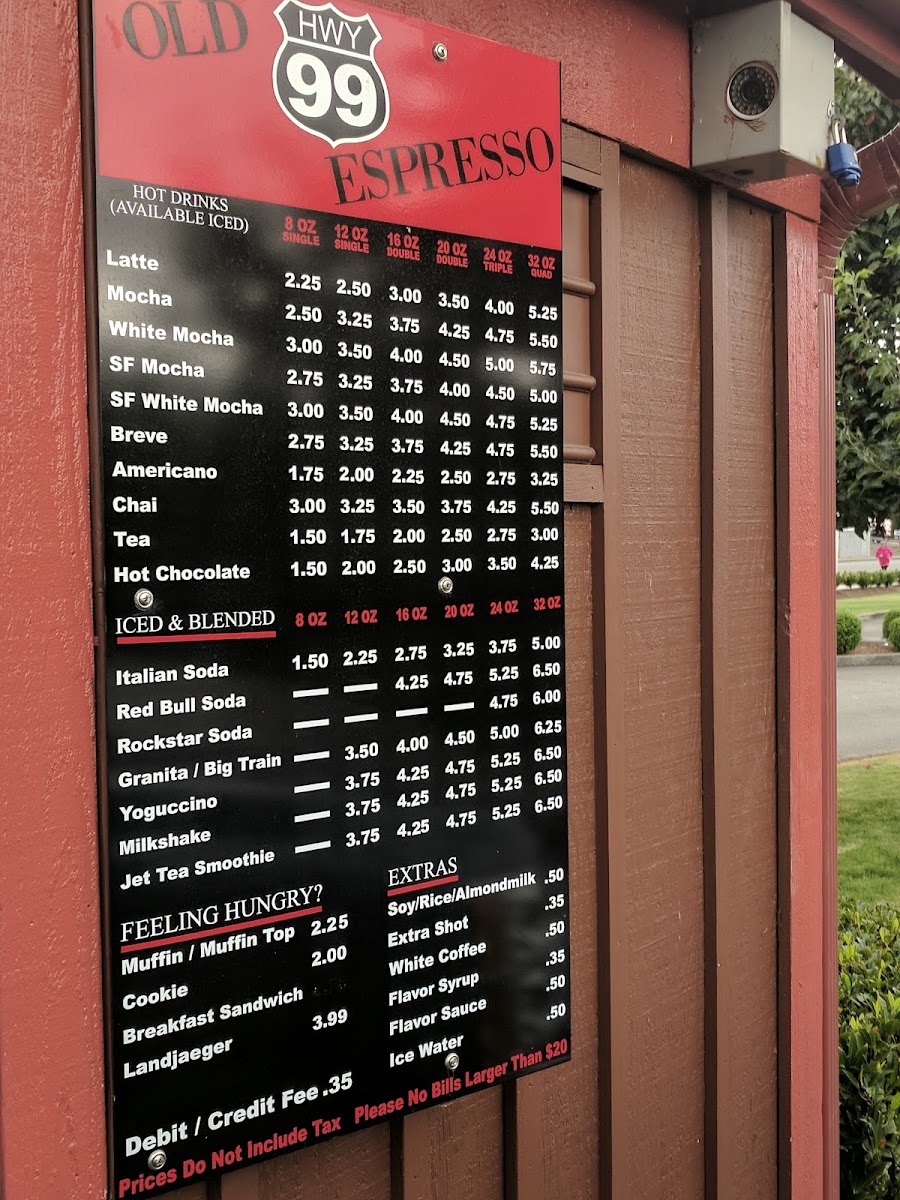 OLD
HWY
99
ESPRESSO
HOT DRINKS
(AVAILABLE ICED)
8 OZ 12 OZ 16 OZ 20 OZ 24 OZ 32 OZ
SINGLE SINGLE DOUBLE DOUBLE TRIPLE QUAD
Latte 2.25 2.50 3.00 3.50 4.00 5.25
Mocha 2.50 3.25 3.75 4.25 4.75 5.50
White Mocha 3.00 3.50 4.00 4.50 5.00 5.75
SF Mocha 2.75 3.25 3.75 4.00 4.50 5.00
SF White Mocha 3.00 3.50 4.00 4.50 4.75 5.25
Breve 2.75 3.25 3.75 4.25 4.75 5.50
Americano 1.75 2.00 2.25 2.50 2.75 3.25
Chai 3.00 3.25 3.50 3.75 4.25 5.50
Tea 1.50 1.75 2.00 2.50 2.75 3.00
Hot Chocolate 1.50 2.00 2.50 3.00 3.50 4.25
ICED & BLENDED 8 OZ 12 OZ 16 OZ 20 OZ 24 OZ 32 OZ
Italian Soda 1.50 2.25 2.75 3.25 3.75 5.00
Red Bull Soda — — 4.25 4.75 5.25 6.50
Rockstar Soda — — — — 4.75 6.00
Granita / Big Train — 3.50 4.00 4.50 5.00 6.25
Yoguccino — 3.75 4.25 4.75 5.25 6.50
Milkshake — 3.75 4.25 4.75 5.25 6.50
Jet Tea Smoothie — 3.75 4.25 4.75 5.25 6.50
FEELING HUNGRY?
Muffin / Muffin Top 2.25
Cookie 2.00
Breakfast Sandwich
Landjaeger 3.99
EXTRAS
Soy/Rice/Almondmilk .50
Extra Shot .35
White Coffee .50
Flavor Syrup .35
Flavor Sauce .50
Ice Water .50
Debit / Credit Fee .35
Prices Do Not Include Tax Please No Bills Larger Than $20